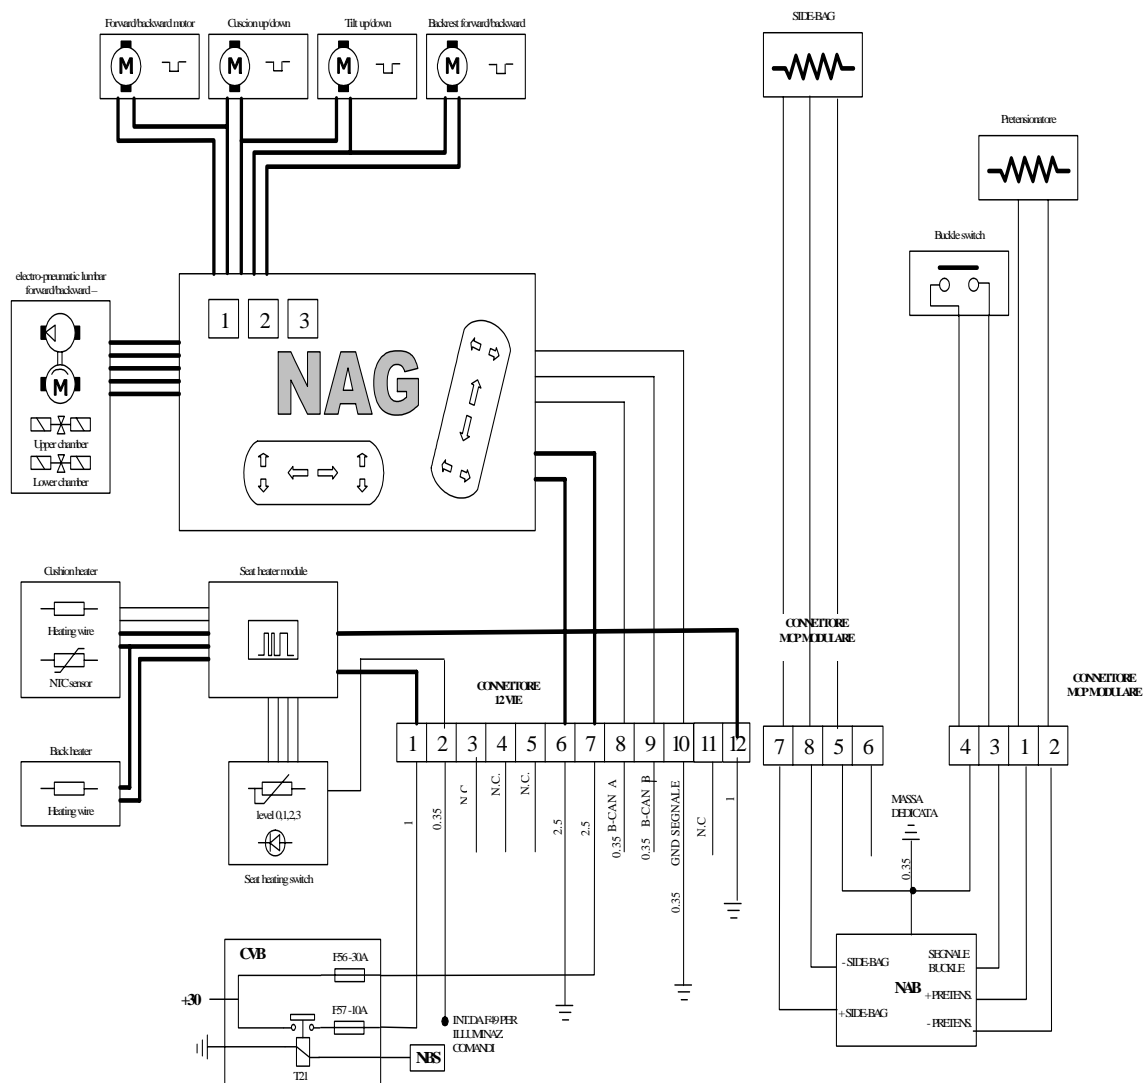 Forward/backward motor
Cuscion up/down
Tilt up/down
Backrest forward/backward
M
M
M
M
SIDE-BAG
Pretensionatore
Buckle switch
electro-pneumatic lumbar
forward/backward –
M
Upper chamber
Lower chamber
1
2
3
NAG
Cushion heater
Heating wire
NTC sensor
Seat heater module
Back heater
Heating wire
level 0,1,2,3
Seat heating switch
CONNETTORE
12 VIE
CONNETTORE
MCP MODULARE
CONNETTORE
MCP MODULARE
1
2
3
4
5
6
7
8
9
10
11
12
7
8
5
6
4
3
1
2
1
0.35
N.C.
N.C.
N.C.
2.5
2.5
0.35 B-CAN A
0.35 B-CAN B
0.35 GND SEGNALE
N.C
1
MASSA
DEDICATA
0.35
CVB
F56 -30A
+30
F57 -10A
T21
NBS
INT.DA F49 PER
ILLUMINAZ
COMANDI
- SIDE-BAG
SEGNALE
BUCKLE
NAB
+ PRETENS.
+ SIDE-BAG
- PRETENS.